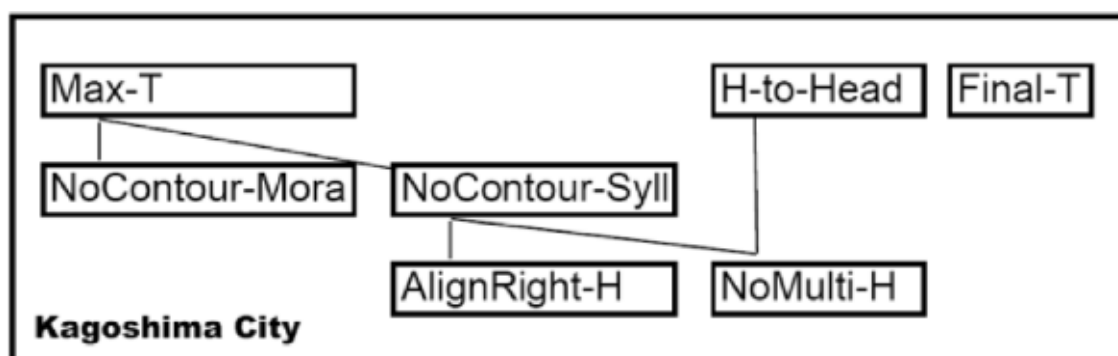 Max-T
H-to-Head
Final-T
NoContour-Mora
NoContour-Syll
AlignRight-H
NoMulti-H
Kagoshima City